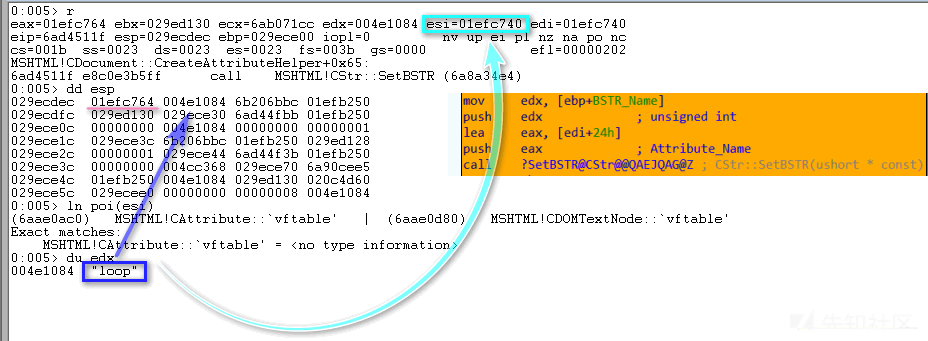 0:005> r
eax=01efc764 ebx=029ed130 ecx=6ab071cc edx=004e1084 esi=01efc740 edi=01efc740
eip=6ad4511f esp=029ecdec ebp=029ece00 iopl=0 nv up ei pl nz na po nc
cs=001b ss=0023 ds=0023 es=0023 fs=003b gs=0000 efl=00000202
MSHTML!CDocument::CreateAttributeHelper+0x65:
6ad4511f e8c0e3b5ff call MSHTML!CStr::SetBSTR (6a8a34e4)
0:005> dd esp
029ecdec 01efc764 004e1084 6b206bbc 01efb250
029ecdfc 029ed130 029ece30 6ad44fbb 01efb250
029ece0c 00000000 004e1084 00000000 00000001
029ece1c 029ece3c 6b206bbc 01efb250 029ed128
029ece2c 00000001 029ece44 6ad44f3b 01efb250
029ece3c 00000000 004cc368 029ece70 6a90cee5
029ece4c 01efb250 004e1084 029ed130 020c4d60
029ece5c 029ecee0 00000000 00000008 004e1084
0:005> ln poi(esi)
(6aae0ac0) MSHTML!CAttribute::`vftable' | (6aae0d80) MSHTML!CDOMTextNode::`vftable'
Exact matches:
MSHTML!CAttribute::`vftable' = <no type information>
0:005> du edx
004e1084 "loop"
mov edx, [ebp+BSTR_Name]
push edx ; unsigned int
lea eax, [edi+24h]
push eax ; Attribute_Name
call ?SetBSTR@CStr@@QAEJQAG@Z ; CStr::SetBSTR(ushort * const)
先知社区